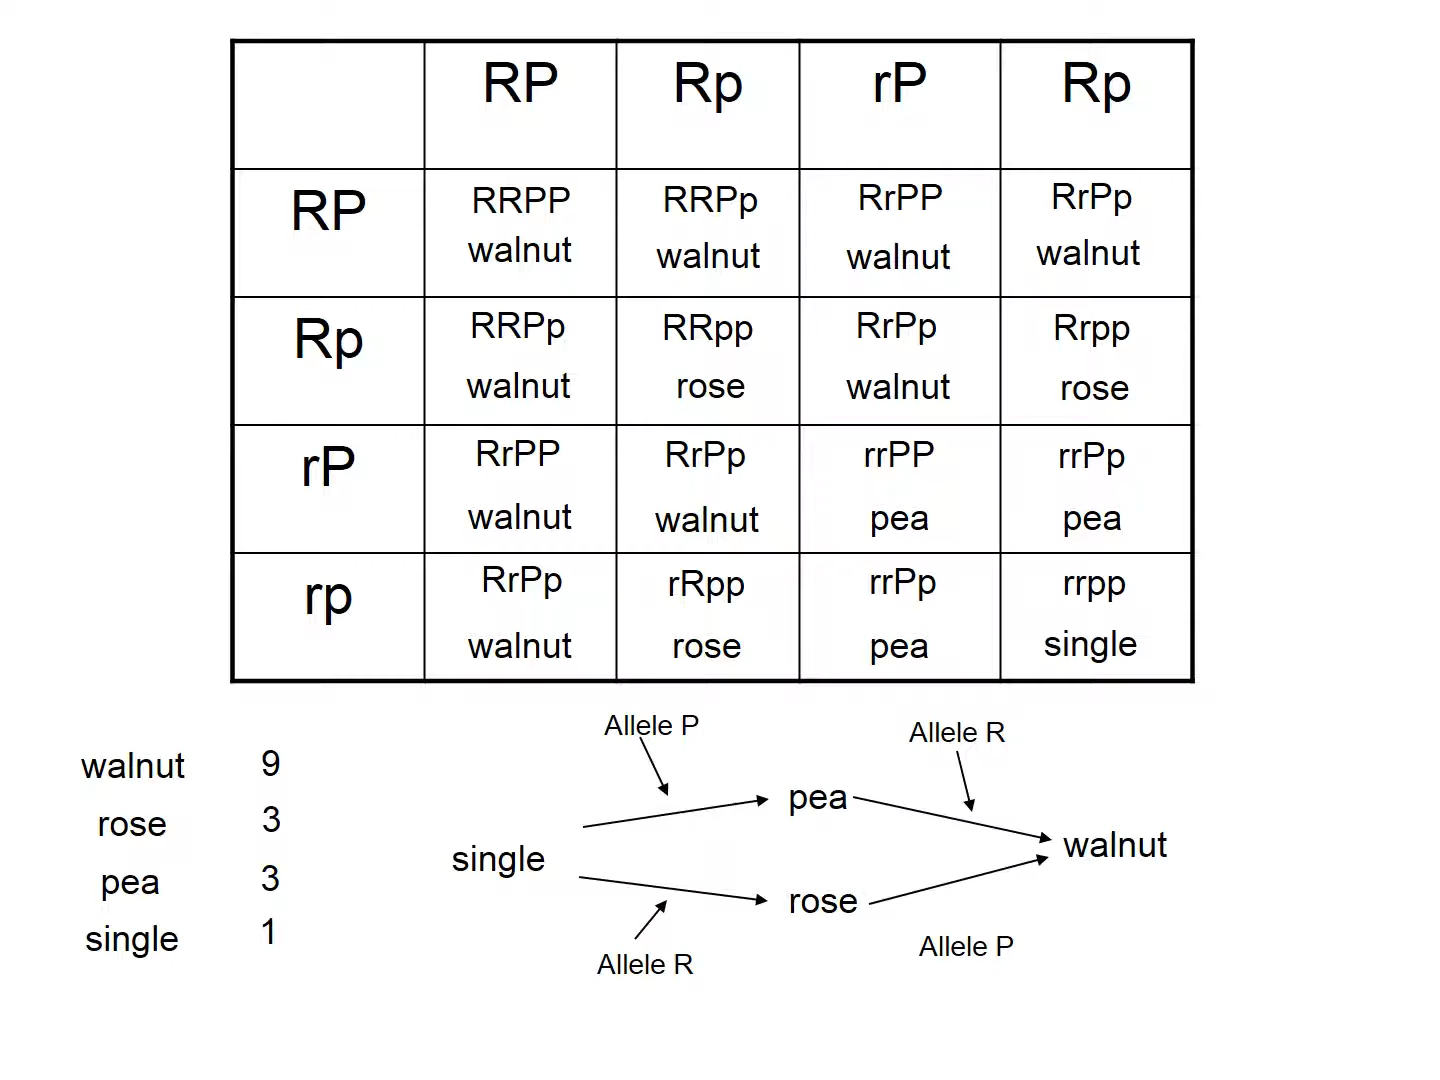 RP Rp rP Rp
RP RRPP RRPp RrPP RrPp
walnut walnut walnut walnut
Rp RRPp RRpp RrPp Rrpp
walnut rose walnut rose
rP RrPP RrPp rrPP rrPp
walnut walnut pea pea
rp RrPp rRpp rrPp rrpp
walnut rose pea single
walnut 9
rose 3
pea 3
single 1
Allele P
Allele R
pea
single
walnut
rose
Allele R
Allele P